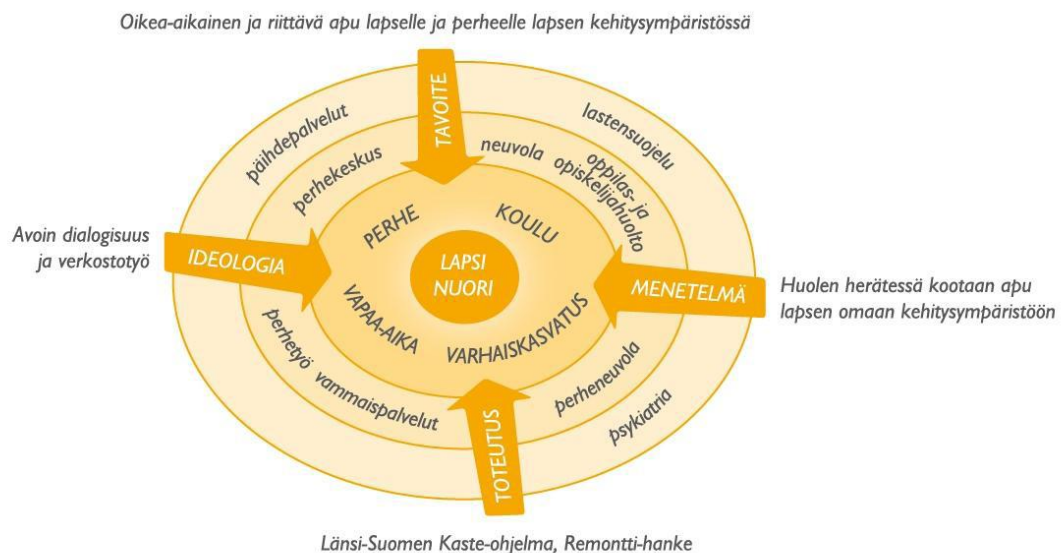 Oikea-aikainen ja riittävä apu lapselle ja perheelle lapsen kehitysympäristössä
TAVOITE
päihdepalvelut
lastensuojelu
perhekeskus
neuvola
oppilas- ja
opiskelijahuolto
PERHE
KOULU
Avoin dialogisuus
ja verkostotyö
IDEOLOGIA
LAPSI
NUORI
MENETELMÄ
Huolen herätessä kootaan apu
lapsen omaan kehitysympäristöön
VAPAA-AIKA
VARHAISKASVATUS
perhetyö
vammaispalvelut
perheneuvola
psykiatria
TOTEUTUS
Länsi-Suomen Kaste-ohjelma, Remontti-hanke